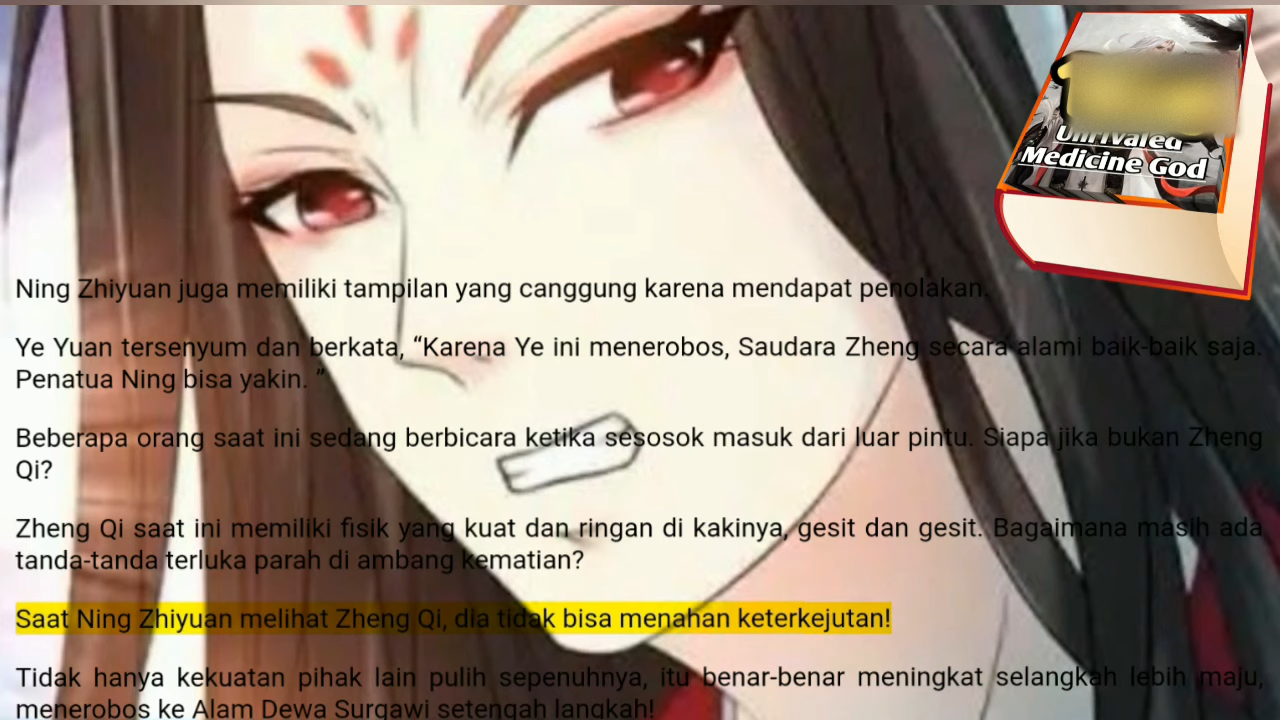 Unrivaled
Medicine God
Ning Zhiyuan juga memiliki tampilan yang canggung karena mendapat penolakan.
Ye Yuan tersenyum dan berkata, “Karena Ye ini menerobos, Saudara Zheng secara alami baik-baik saja.
Penatua Ning bisa yakin. ”
Beberapa orang saat ini sedang berbicara ketika sesosok masuk dari luar pintu. Siapa jika bukan Zheng
Qi?
Zheng Qi saat ini memiliki fisik yang kuat dan ringan di kakinya, gesit dan gesit. Bagaimana masih ada
tanda-tanda terluka parah di ambang kematian?
Saat Ning Zhiyuan melihat Zheng Qi, dia tidak bisa menahan keterkejutan!
Tidak hanya kekuatan pihak lain pulih sepenuhnya, itu benar-benar meningkat selangkah lebih maju,
menerobos ke Alam Dewa Surgawi setengah langkah!